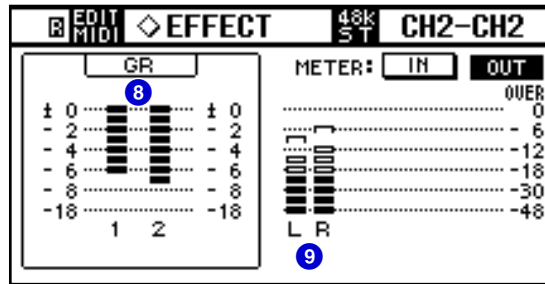 R EDIT MIDI ◇EFFECT 48k ST CH2-CH2
GR METER: IN OUT
8
OVER
± 0 ± 0 0
- 2 - 2 - 6
- 4 - 4 -12
- 6 - 6 -18
- 8 - 8 -30
-18 -18 -48
1 2 L R
9